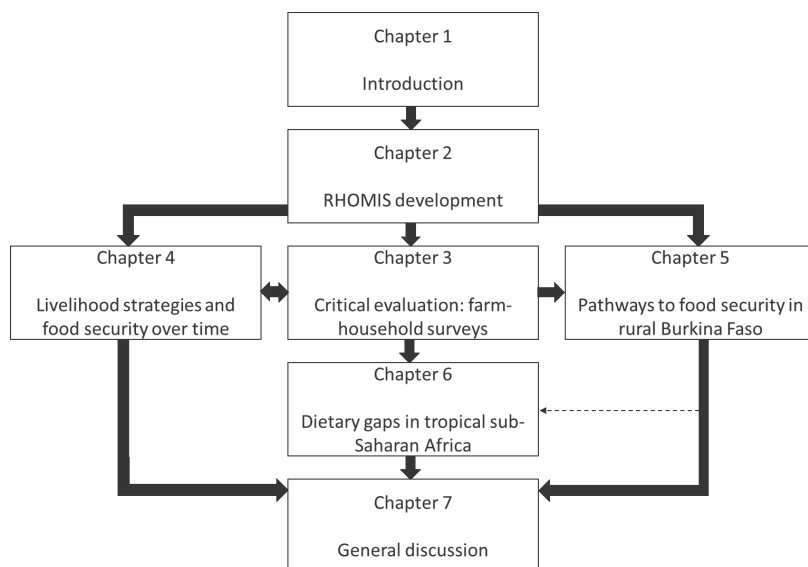 Chapter 1
Introduction
Chapter 2
RHOMIS development
Chapter 4
Livelihood strategies and
food security over time
Chapter 3
Critical evaluation: farm-
household surveys
Chapter 5
Pathways to food security in
rural Burkina Faso
Chapter 6
Dietary gaps in tropical sub-
Saharan Africa
Chapter 7
General discussion